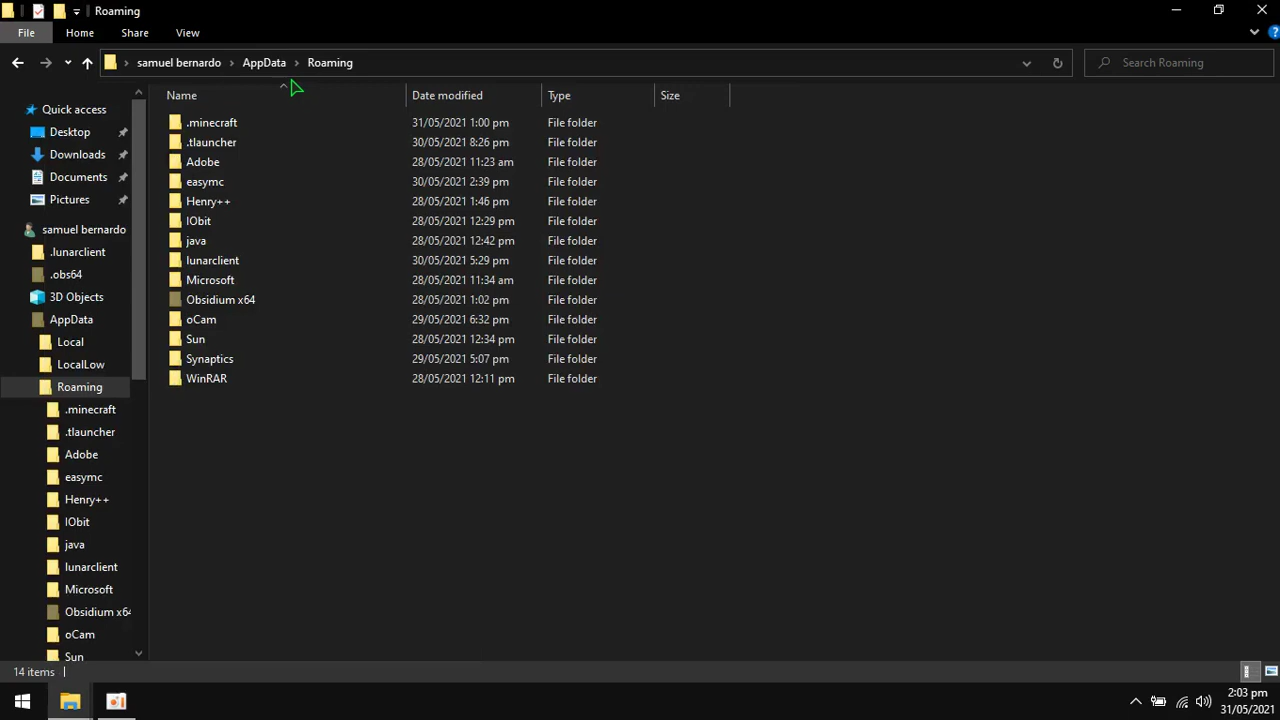 Roaming
File Home Share View
samuel bernardo AppData Roaming Search Roaming
Name Date modified Type Size
.minecraft 31/05/2021 1:00 pm File folder
.tlauncher 30/05/2021 8:26 pm File folder
Adobe 28/05/2021 11:23 am File folder
easymc 30/05/2021 2:39 pm File folder
Henry++ 28/05/2021 1:46 pm File folder
IObit 28/05/2021 12:29 pm File folder
java 28/05/2021 12:42 pm File folder
lunarclient 30/05/2021 5:29 pm File folder
Microsoft 28/05/2021 11:34 am File folder
Obsidium x64 28/05/2021 1:02 pm File folder
oCam 29/05/2021 6:32 pm File folder
Sun 28/05/2021 12:34 pm File folder
Synaptics 29/05/2021 5:07 pm File folder
WinRAR 28/05/2021 12:11 pm File folder
Quick access
Desktop
Downloads
Documents
Pictures
samuel bernardo
.lunarclient
.obs64
3D Objects
AppData
Local
LocalLow
Roaming
.minecraft
.tlauncher
Adobe
easymc
Henry++
IObit
java
lunarclient
Microsoft
Obsidium x64
oCam
Sun
14 items
2:03 pm
31/05/2021